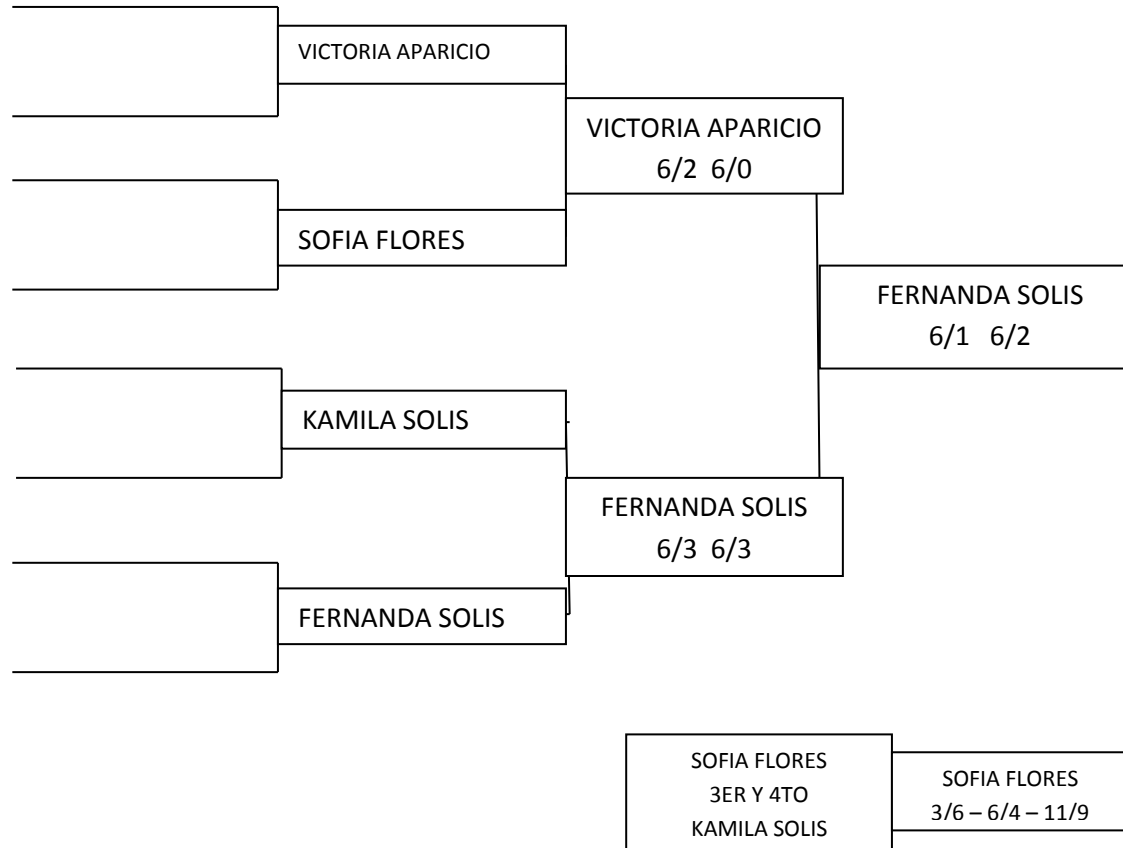 VICTORIA APARICIO
VICTORIA APARICIO
6/2 6/0
SOFIA FLORES
FERNANDA SOLIS
6/1 6/2
KAMILA SOLIS
FERNANDA SOLIS
6/3 6/3
FERNANDA SOLIS
SOFIA FLORES
3ER Y 4TO
KAMILA SOLIS
SOFIA FLORES
3/6 – 6/4 – 11/9